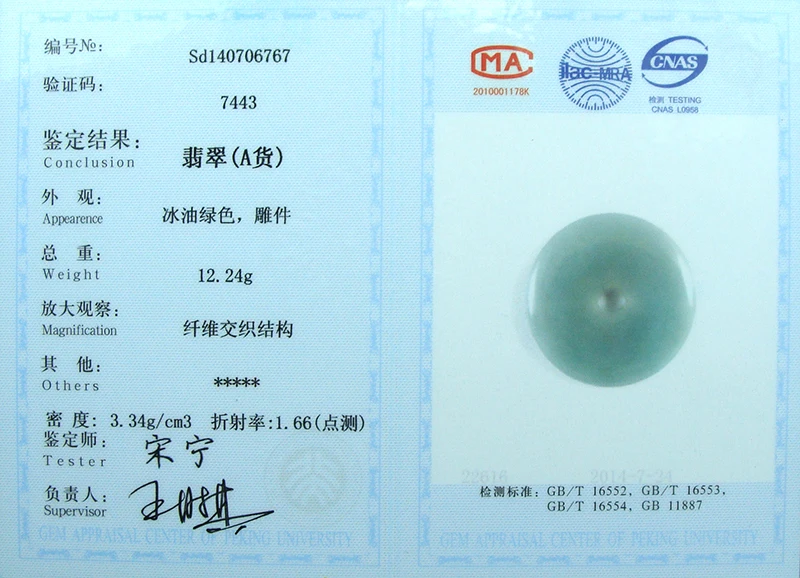 编号№: Sd140706767
验证码: 7443
鉴定结果: 翡翠(A货)
Conclusion
外 观: 冰油绿色，雕件
Appearence
总 重: 12.24g
Weight
放大观察: 纤维交织结构
Magnification
其 他: *****
Others
密 度: 3.34g/cm3 折射率:1.66(点测)
鉴定师: 宋宁
Tester
负责人:
Supervisor
GEM APPRAISAL CENTER OF PEKING UNIVERSITY
MA
2010001178K
ilac-MRA
CNAS
检测 TESTING
CNAS L0958
22616 2014-7-24
检测标准: GB/T 16552, GB/T 16553,
GB/T 16554, GB 11887
GEM APPRAISAL CENTER OF PEKING UNIVERSITY